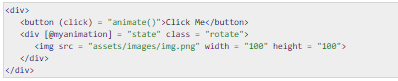 <div>
<button (click) = "animate()">Click Me</button>
<div [@myanimation] = "state" class = "rotate">
<img src = "assets/images/img.png" width = "100" height = "100">
</div>
</div>